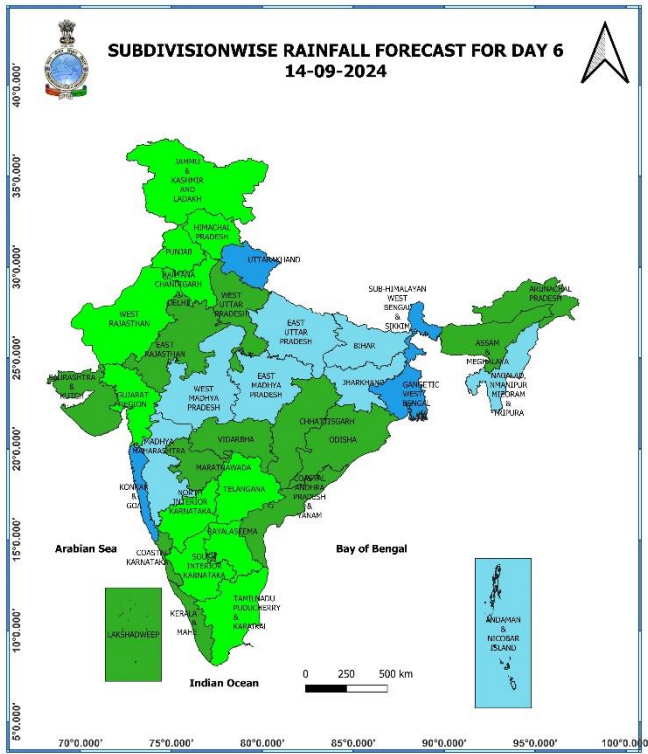 SUBDIVISIONWISE RAINFALL FORECAST FOR DAY 6
14-09-2024
40°0.000'
35°0.000'
30°0.000'
25°0.000'
20°0.000'
15°0.000'
10°0.000'
5°0.000'
JAMMU
&
KASHMIR
AND
LADAKH
HIMACHAL
PRADESH
PUNJAB
UTTARAKHAND
HARYANA
CHANDIGARH
&
DELHI
WEST
UTTAR
PRADESH
WEST
RAJASTHAN
EAST
RAJASTHAN
EAST
UTTAR
PRADESH
BIHAR
SUB-HIMALAYAN
WEST
BENGAL
&
SIKKIM
ARUNACHAL
PRADESH
ASSAM
&
MEGHALAYA
NAGALAD,
NMANIPUR
MIZORAM
&
TRIPURA
SAURASHTRA
&
KUTCH
GUJARAT
REGION
WEST
MADHYA
PRADESH
EAST
MADHYA
PRADESH
JHARKHAND
GANGETIC
WEST
BENGAL
CHHATTISGARH
ODISHA
MADHYA
MAHARASHTRA
VIDARBHA
MARATHAWADA
KONKAN
&
GOA
NORTH
INTERIOR
KARNATAKA
TELANGANA
COASTAL
ANDHRA
PRADESH
&
YANAM
RAYALASEEMA
COASTAL
KARNATAKA
SOUTH
INTERIOR
KARNATAKA
TAMILNADU
PUDUCHERRY
&
KARAIKAL
KERALA
&
MAHE
LAKSHADWEEP
ANDAMAN
&
NICOBAR
ISLAND
Arabian Sea
Bay of Bengal
Indian Ocean
0 250 500 km
70°0.000' 75°0.000' 80°0.000' 85°0.000' 90°0.000' 95°0.000' 100°0.000'